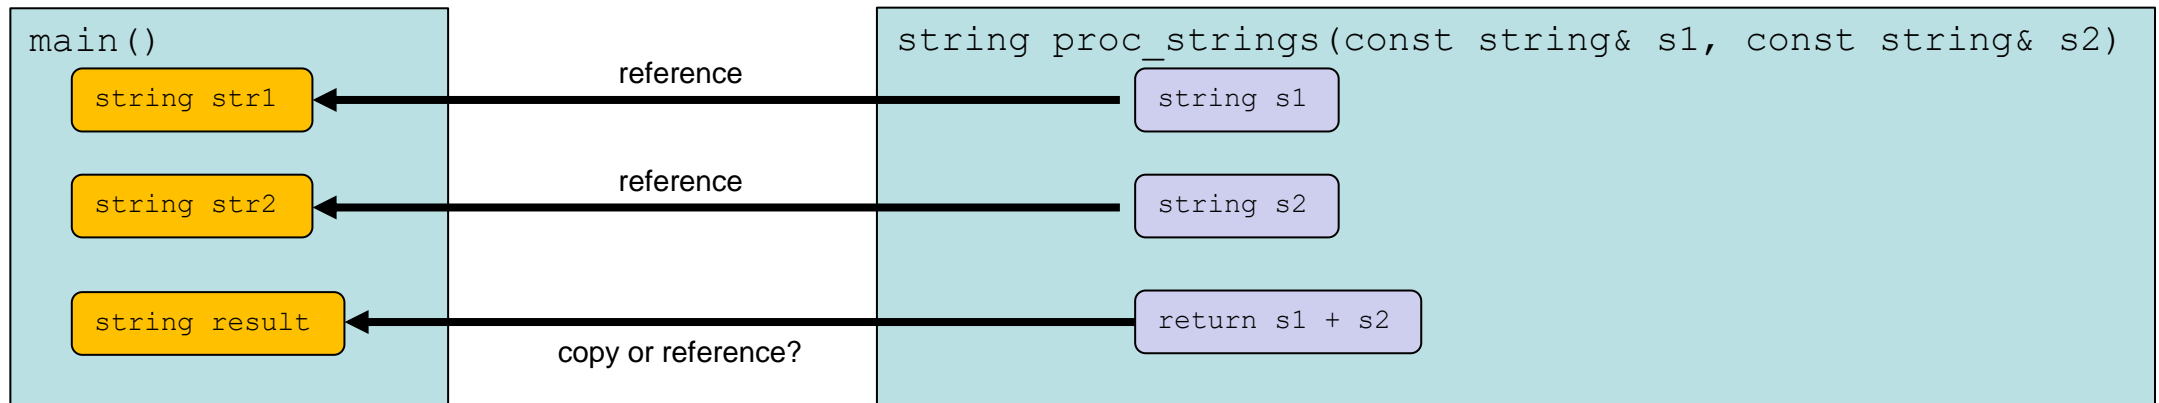 main()
string proc_strings(const string& s1, const string& s2)
string str1
reference
string s1
string str2
reference
string s2
string result
copy or reference?
return s1 + s2